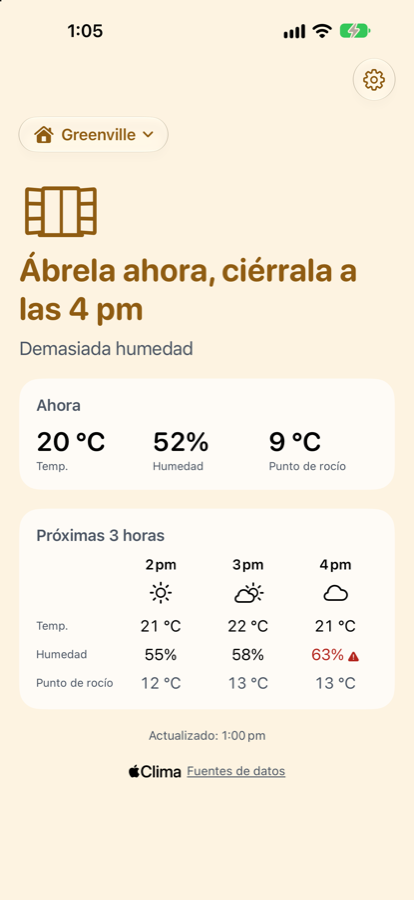 1:05
Greenville
Ábrela ahora, ciérrala a
las 4 pm
Demasiada humedad
Ahora
20 °C 52% 9 °C
Temp. Humedad Punto de rocío
Próximas 3 horas
2 pm 3 pm 4 pm
Temp. 21 °C 22 °C 21 °C
Humedad 55% 58% 63%
Punto de rocío 12 °C 13 °C 13 °C
Actualizado: 1:00 pm
Clima Fuentes de datos